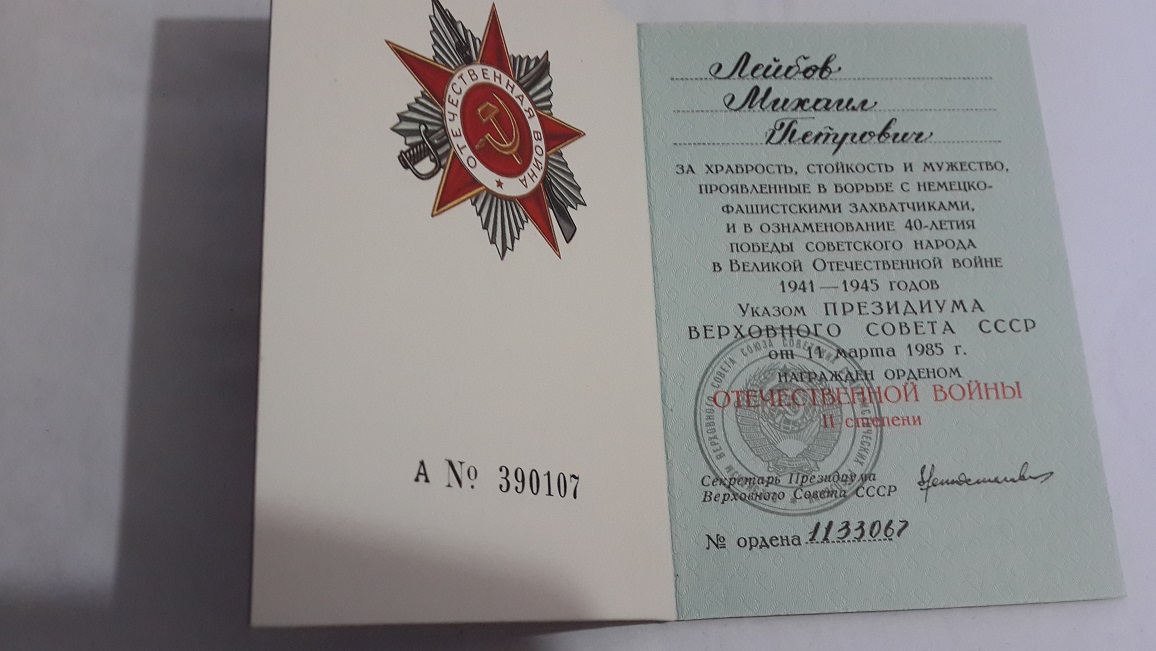 ОТЕЧЕСТВЕННАЯ ВОЙНА
А № 390107
Лейбов
Михаил
Петрович
ЗА ХРАБРОСТЬ, СТОЙКОСТЬ И МУЖЕСТВО,
ПРОЯВЛЕННЫЕ В БОРЬБЕ С НЕМЕЦКО-
ФАШИСТСКИМИ ЗАХВАТЧИКАМИ,
И В ОЗНАМЕНОВАНИЕ 40-ЛЕТИЯ
ПОБЕДЫ СОВЕТСКОГО НАРОДА
В ВЕЛИКОЙ ОТЕЧЕСТВЕННОЙ ВОЙНЕ
1941—1945 ГОДОВ
УКАЗОМ ПРЕЗИДИУМА
ВЕРХОВНОГО СОВЕТА СССР
от 11 марта 1985 г.
НАГРАЖДЕН ОРДЕНОМ
ОТЕЧЕСТВЕННОЙ ВОЙНЫ
II степени
Секретарь Президиума
Верховного Совета СССР
№ ордена 1133067